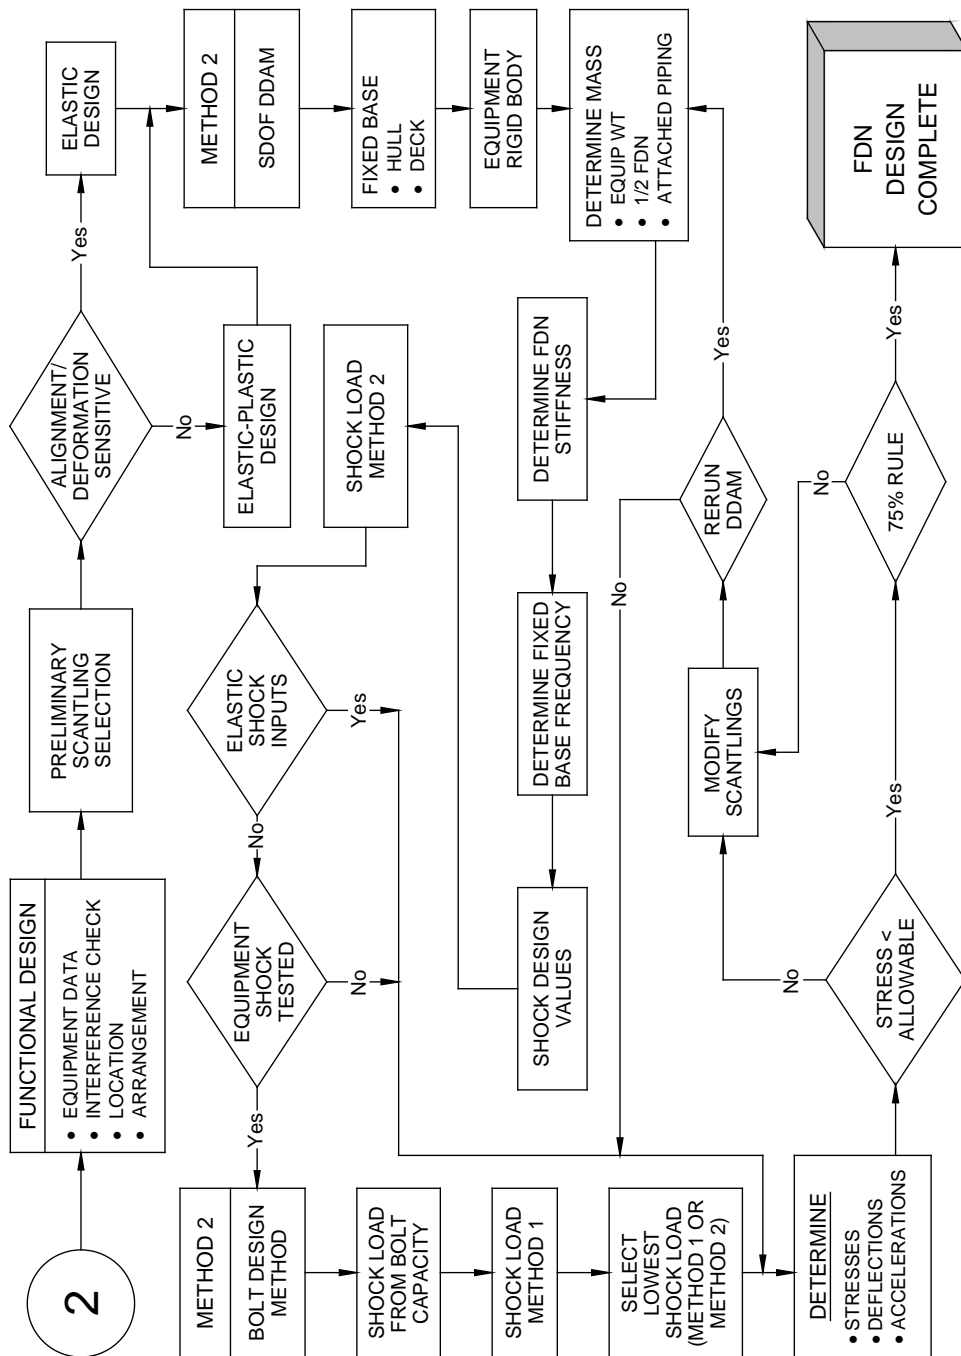 2
FUNCTIONAL DESIGN
• EQUIPMENT DATA
• INTERFERENCE CHECK
• LOCATION
• ARRANGEMENT
PRELIMINARY
SCANTLING
SELECTION
ALIGNMENT/
DEFORMATION
SENSITIVE
Yes
No
ELASTIC
DESIGN
ELASTIC-PLASTIC
DESIGN
METHOD 2
SDOF DDAM
FIXED BASE
• HULL
• DECK
EQUIPMENT
RIGID BODY
DETERMINE MASS
• EQUIP WT
• 1/2 FDN
• ATTACHED PIPING
DETERMINE FDN
STIFFNESS
DETERMINE FIXED
BASE FREQUENCY
SHOCK DESIGN
VALUES
SHOCK LOAD
METHOD 2
ELASTIC
SHOCK
INPUTS
Yes
No
EQUIPMENT
SHOCK
TESTED
No
Yes
METHOD 2
BOLT DESIGN
METHOD
SHOCK LOAD
FROM BOLT
CAPACITY
SHOCK LOAD
METHOD 1
SELECT
LOWEST
SHOCK LOAD
(METHOD 1 OR
METHOD 2)
DETERMINE
• STRESSES
• DEFLECTIONS
• ACCELERATIONS
STRESS <
ALLOWABLE
No
Yes
MODIFY
SCANTLINGS
RERUN
DDAM
No
Yes
75% RULE
No
Yes
FDN
DESIGN
COMPLETE